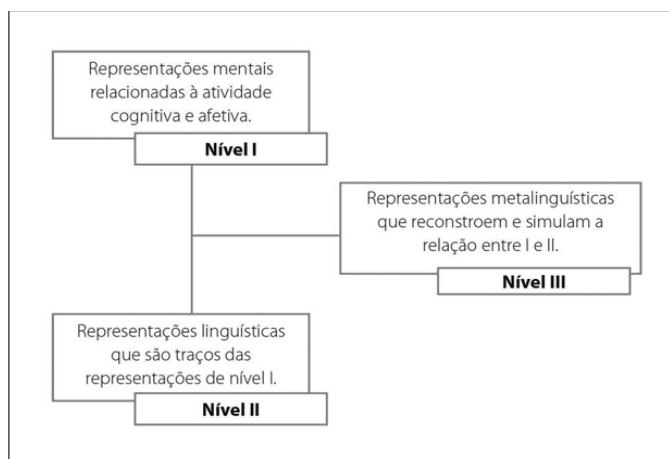 Representações mentais
relacionadas à atividade
cognitiva e afetiva.
Nível I
Representações metalinguísticas
que reconstroem e simulam a
relação entre I e II.
Nível III
Representações linguísticas
que são traços das
representações de nível I.
Nível II